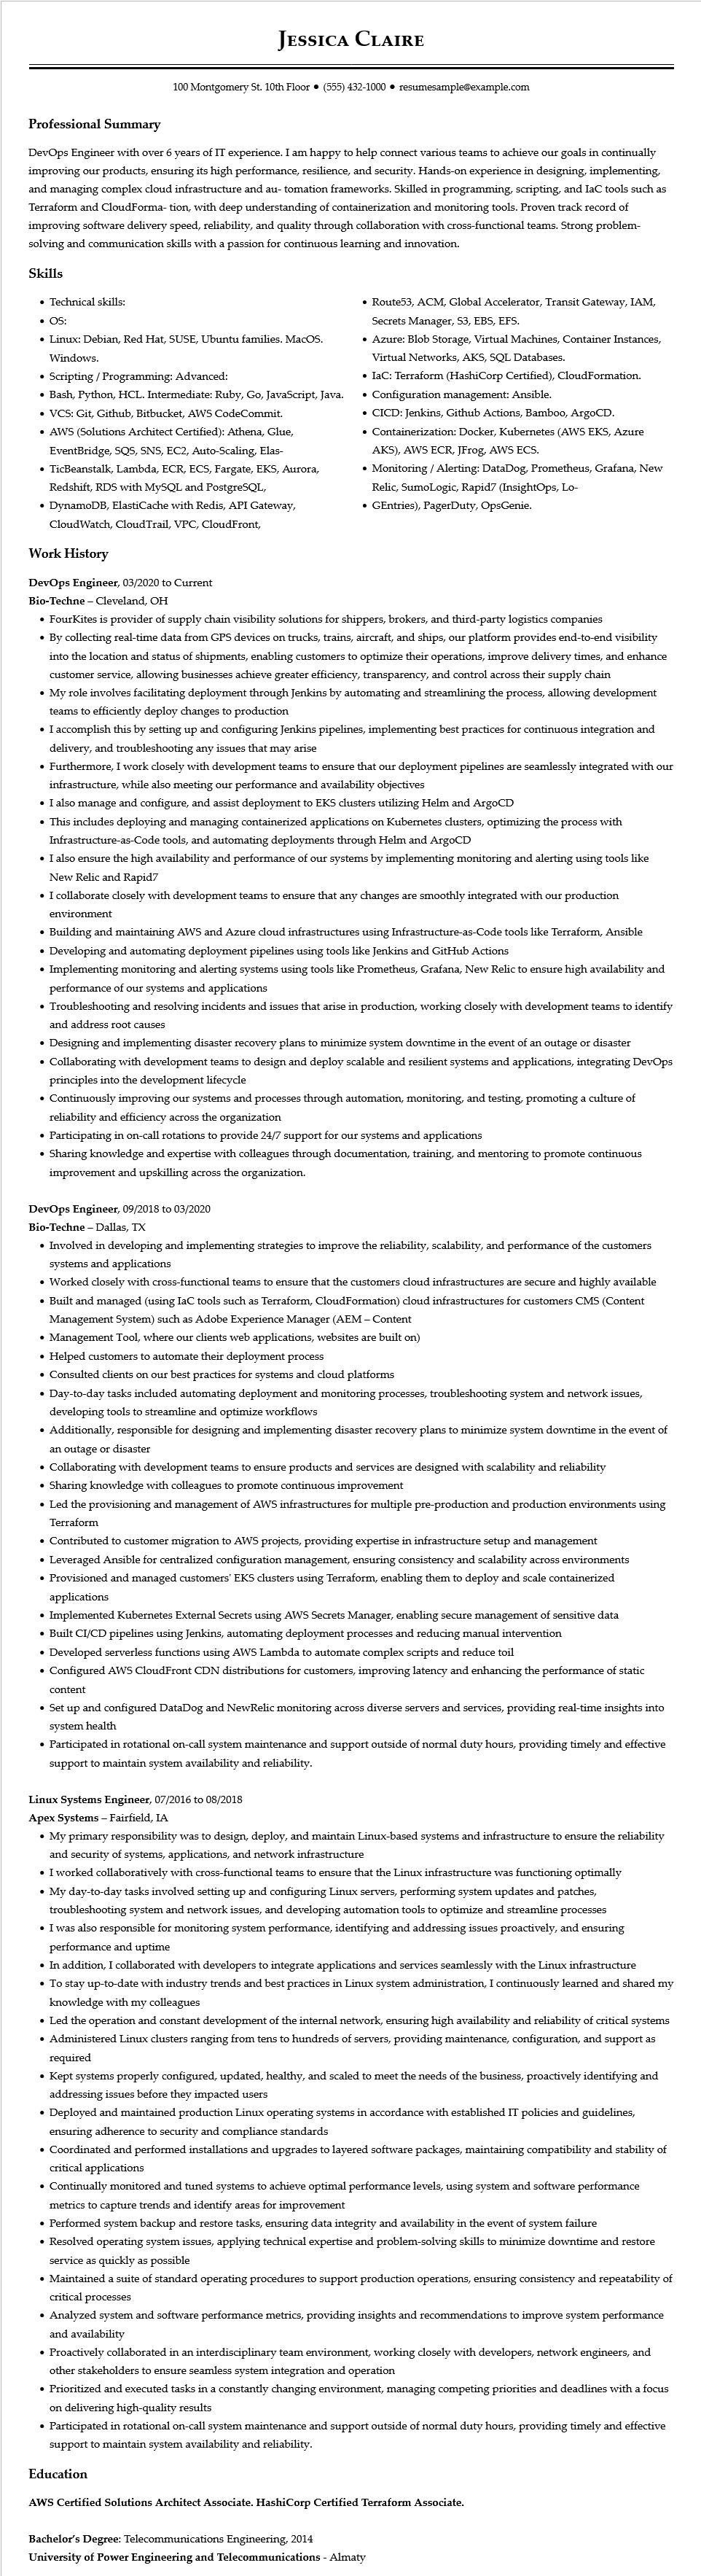 Jessica Claire
100 Montgomery St. 10th Floor • (555) 432-1000 • resumesample@example.com
Professional Summary
DevOps Engineer with over 6 years of IT experience. I am happy to help connect various teams to achieve our goals in continually
improving our products, ensuring its high performance, resilience, and security. Hands-on experience in designing, implementing,
and managing complex cloud infrastructure and au- tomation frameworks. Skilled in programming, scripting, and IaC tools such as
Terraform and CloudForma- tion, with deep understanding of containerization and monitoring tools. Proven track record of
improving software delivery speed, reliability, and quality through collaboration with cross-functional teams. Strong problem-
solving and communication skills with a passion for continuous learning and innovation.
Skills
• Technical skills:
• OS:
• Linux: Debian, Red Hat, SUSE, Ubuntu families. MacOS.
Windows.
• Scripting / Programming: Advanced:
• Bash, Python, HCL. Intermediate: Ruby, Go, JavaScript, Java.
• VCS: Git, Github, Bitbucket, AWS CodeCommit.
• AWS (Solutions Architect Certified): Athena, Glue,
EventBridge, SQS, SNS, EC2, Auto-Scaling, Elas-
• TicBeanstalk, Lambda, ECR, ECS, Fargate, EKS, Aurora,
Redshift, RDS with MySQL and PostgreSQL,
• DynamoDB, ElastiCache with Redis, API Gateway,
CloudWatch, CloudTrail, VPC, CloudFront,
• Route53, ACM, Global Accelerator, Transit Gateway, IAM,
Secrets Manager, S3, EBS, EFS.
• Azure: Blob Storage, Virtual Machines, Container Instances,
Virtual Networks, AKS, SQL Databases.
• IaC: Terraform (HashiCorp Certified), CloudFormation.
• Configuration management: Ansible.
• CICD: Jenkins, Github Actions, Bamboo, ArgoCD.
• Containerization: Docker, Kubernetes (AWS EKS, Azure
AKS), AWS ECR, JFrog, AWS ECS.
• Monitoring / Alerting: DataDog, Prometheus, Grafana, New
Relic, SumoLogic, Rapid7 (InsightOps, Lo-
• GEntries), PagerDuty, OpsGenie.
Work History
DevOps Engineer, 03/2020 to Current
Bio-Techne – Cleveland, OH
• FourKites is provider of supply chain visibility solutions for shippers, brokers, and third-party logistics companies
• By collecting real-time data from GPS devices on trucks, trains, aircraft, and ships, our platform provides end-to-end visibility
into the location and status of shipments, enabling customers to optimize their operations, improve delivery times, and enhance
customer service, allowing businesses achieve greater efficiency, transparency, and control across their supply chain
• My role involves facilitating deployment through Jenkins by automating and streamlining the process, allowing development
teams to efficiently deploy changes to production
• I accomplish this by setting up and configuring Jenkins pipelines, implementing best practices for continuous integration and
delivery, and troubleshooting any issues that may arise
• Furthermore, I work closely with development teams to ensure that our deployment pipelines are seamlessly integrated with our
infrastructure, while also meeting our performance and availability objectives
• I also manage and configure, and assist deployment to EKS clusters utilizing Helm and ArgoCD
• This includes deploying and managing containerized applications on Kubernetes clusters, optimizing the process with
Infrastructure-as-Code tools, and automating deployments through Helm and ArgoCD
• I also ensure the high availability and performance of our systems by implementing monitoring and alerting using tools like
New Relic and Rapid7
• I collaborate closely with development teams to ensure that any changes are smoothly integrated with our production
environment
• Building and maintaining AWS and Azure cloud infrastructures using Infrastructure-as-Code tools like Terraform, Ansible
• Developing and automating deployment pipelines using tools like Jenkins and GitHub Actions
• Implementing monitoring and alerting systems using tools like Prometheus, Grafana, New Relic to ensure high availability and
performance of our systems and applications
• Troubleshooting and resolving incidents and issues that arise in production, working closely with development teams to identify
and address root causes
• Designing and implementing disaster recovery plans to minimize system downtime in the event of an outage or disaster
• Collaborating with development teams to design and deploy scalable and resilient systems and applications, integrating DevOps
principles into the development lifecycle
• Continuously improving our systems and processes through automation, monitoring, and testing, promoting a culture of
reliability and efficiency across the organization
• Participating in on-call rotations to provide 24/7 support for our systems and applications
• Sharing knowledge and expertise with colleagues through documentation, training, and mentoring to promote continuous
improvement and upskilling across the organization.
DevOps Engineer, 09/2018 to 03/2020
Bio-Techne – Dallas, TX
• Involved in developing and implementing strategies to improve the reliability, scalability, and performance of the customers
systems and applications
• Worked closely with cross-functional teams to ensure that the customers cloud infrastructures are secure and highly available
• Built and managed (using IaC tools such as Terraform, CloudFormation) cloud infrastructures for customers CMS (Content
Management System) such as Adobe Experience Manager (AEM – Content
• Management Tool, where our clients web applications, websites are built on)
• Helped customers to automate their deployment process
• Consulted clients on our best practices for systems and cloud platforms
• Day-to-day tasks included automating deployment and monitoring processes, troubleshooting system and network issues,
developing tools to streamline and optimize workflows
• Additionally, responsible for designing and implementing disaster recovery plans to minimize system downtime in the event of
an outage or disaster
• Collaborating with development teams to ensure products and services are designed with scalability and reliability
• Sharing knowledge with colleagues to promote continuous improvement
• Led the provisioning and management of AWS infrastructures for multiple pre-production and production environments using
Terraform
• Contributed to customer migration to AWS projects, providing expertise in infrastructure setup and management
• Leveraged Ansible for centralized configuration management, ensuring consistency and scalability across environments
• Provisioned and managed customers' EKS clusters using Terraform, enabling them to deploy and scale containerized
applications
• Implemented Kubernetes External Secrets using AWS Secrets Manager, enabling secure management of sensitive data
• Built CI/CD pipelines using Jenkins, automating deployment processes and reducing manual intervention
• Developed serverless functions using AWS Lambda to automate complex scripts and reduce toil
• Configured AWS CloudFront CDN distributions for customers, improving latency and enhancing the performance of static
content
• Set up and configured DataDog and NewRelic monitoring across diverse servers and services, providing real-time insights into
system health
• Participated in rotational on-call system maintenance and support outside of normal duty hours, providing timely and effective
support to maintain system availability and reliability.
Linux Systems Engineer, 07/2016 to 08/2018
Apex Systems – Fairfield, IA
• My primary responsibility was to design, deploy, and maintain Linux-based systems and infrastructure to ensure the reliability
and security of systems, applications, and network infrastructure
• I worked collaboratively with cross-functional teams to ensure that the Linux infrastructure was functioning optimally
• My day-to-day tasks involved setting up and configuring Linux servers, performing system updates and patches,
troubleshooting system and network issues, and developing automation tools to optimize and streamline processes
• I was also responsible for monitoring system performance, identifying and addressing issues proactively, and ensuring
performance and uptime
• In addition, I collaborated with developers to integrate applications and services seamlessly with the Linux infrastructure
• To stay up-to-date with industry trends and best practices in Linux system administration, I continuously learned and shared my
knowledge with my colleagues
• Led the operation and constant development of the internal network, ensuring high availability and reliability of critical systems
• Administered Linux clusters ranging from tens to hundreds of servers, providing maintenance, configuration, and support as
required
• Kept systems properly configured, updated, healthy, and scaled to meet the needs of the business, proactively identifying and
addressing issues before they impacted users
• Deployed and maintained production Linux operating systems in accordance with established IT policies and guidelines,
ensuring adherence to security and compliance standards
• Coordinated and performed installations and upgrades to layered software packages, maintaining compatibility and stability of
critical applications
• Continually monitored and tuned systems to achieve optimal performance levels, using system and software performance
metrics to capture trends and identify areas for improvement
• Performed system backup and restore tasks, ensuring data integrity and availability in the event of system failure
• Resolved operating system issues, applying technical expertise and problem-solving skills to minimize downtime and restore
service as quickly as possible
• Maintained a suite of standard operating procedures to support production operations, ensuring consistency and repeatability of
critical processes
• Analyzed system and software performance metrics, providing insights and recommendations to improve system performance
and availability
• Proactively collaborated in an interdisciplinary team environment, working closely with developers, network engineers, and
other stakeholders to ensure seamless system integration and operation
• Prioritized and executed tasks in a constantly changing environment, managing competing priorities and deadlines with a focus
on delivering high-quality results
• Participated in rotational on-call system maintenance and support outside of normal duty hours, providing timely and effective
support to maintain system availability and reliability.
Education
AWS Certified Solutions Architect Associate. HashiCorp Certified Terraform Associate.
Bachelor's Degree: Telecommunications Engineering, 2014
University of Power Engineering and Telecommunications - Almaty